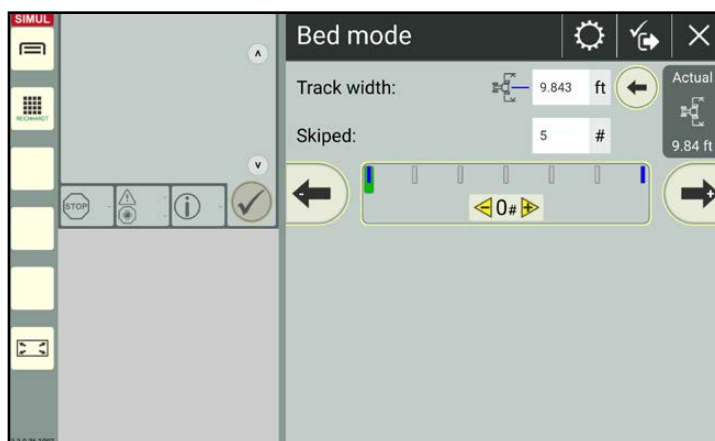 SIMUL
Bed mode
Track width:
9.843 ft
Actual
9.84 ft
Skiped:
5 #
REICHHARDT
STOP
i
- +
0#
- +